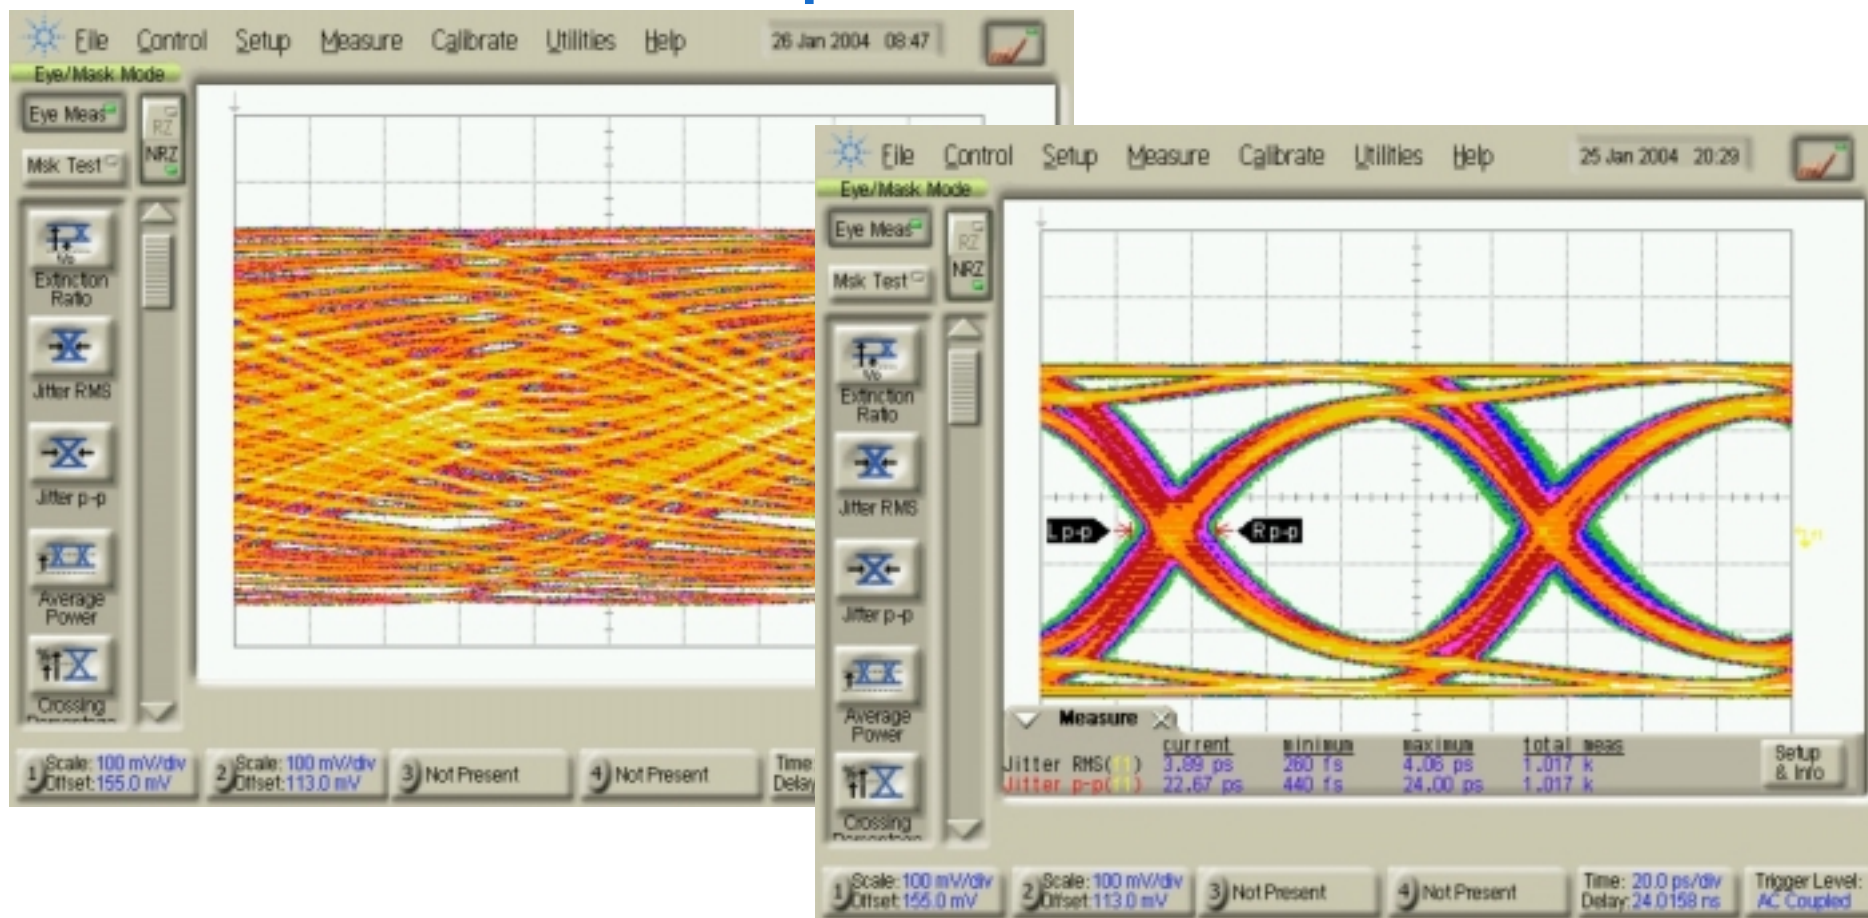 File Control Setup Measure Calibrate Utilities Help 26 Jan 2004 08:47
Eye/Mask Mode
Eye Meas
RZ
NRZ
Msk Test
Extinction
Ratio
Jitter RMS
Jitter p-p
Average
Power
Crossing
Percentage
1 Scale: 100 mV/div
Offset: 155.0 mV
2 Scale: 100 mV/div
Offset: 113.0 mV
3 Not Present
4 Not Present
Time
Delay
File Control Setup Measure Calibrate Utilities Help 25 Jan 2004 20:29
Eye/Mask Mode
Eye Meas
RZ
NRZ
Msk Test
Extinction
Ratio
Jitter RMS
Jitter p-p
Average
Power
Crossing
Percentage
L p-p
R p-p
Measure
current minimum maximum total meas
Jitter RMS(f1) 3.89 ps 260 fs 4.06 ps 1.017 k
Jitter p-p(f1) 22.67 ps 440 fs 24.00 ps 1.017 k
Setup
& Info
1 Scale: 100 mV/div
Offset: 155.0 mV
2 Scale: 100 mV/div
Offset: 113.0 mV
3 Not Present
4 Not Present
Time: 20.0 ps/div
Delay: 24.0158 ns
Trigger Level:
AC Coupled